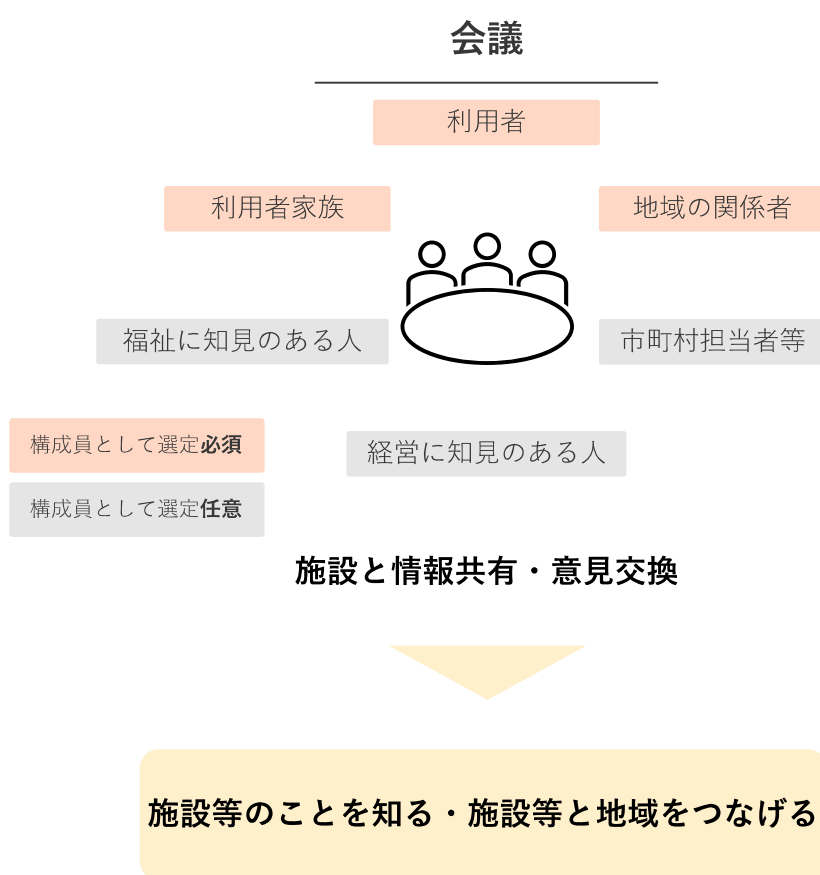 会議
利用者
利用者家族
地域の関係者
福祉に知見のある人
市町村担当者等
構成員として選定必須
経営に知見のある人
構成員として選定任意
施設と情報共有・意見交換
施設等のことを知る・施設等と地域をつなげる